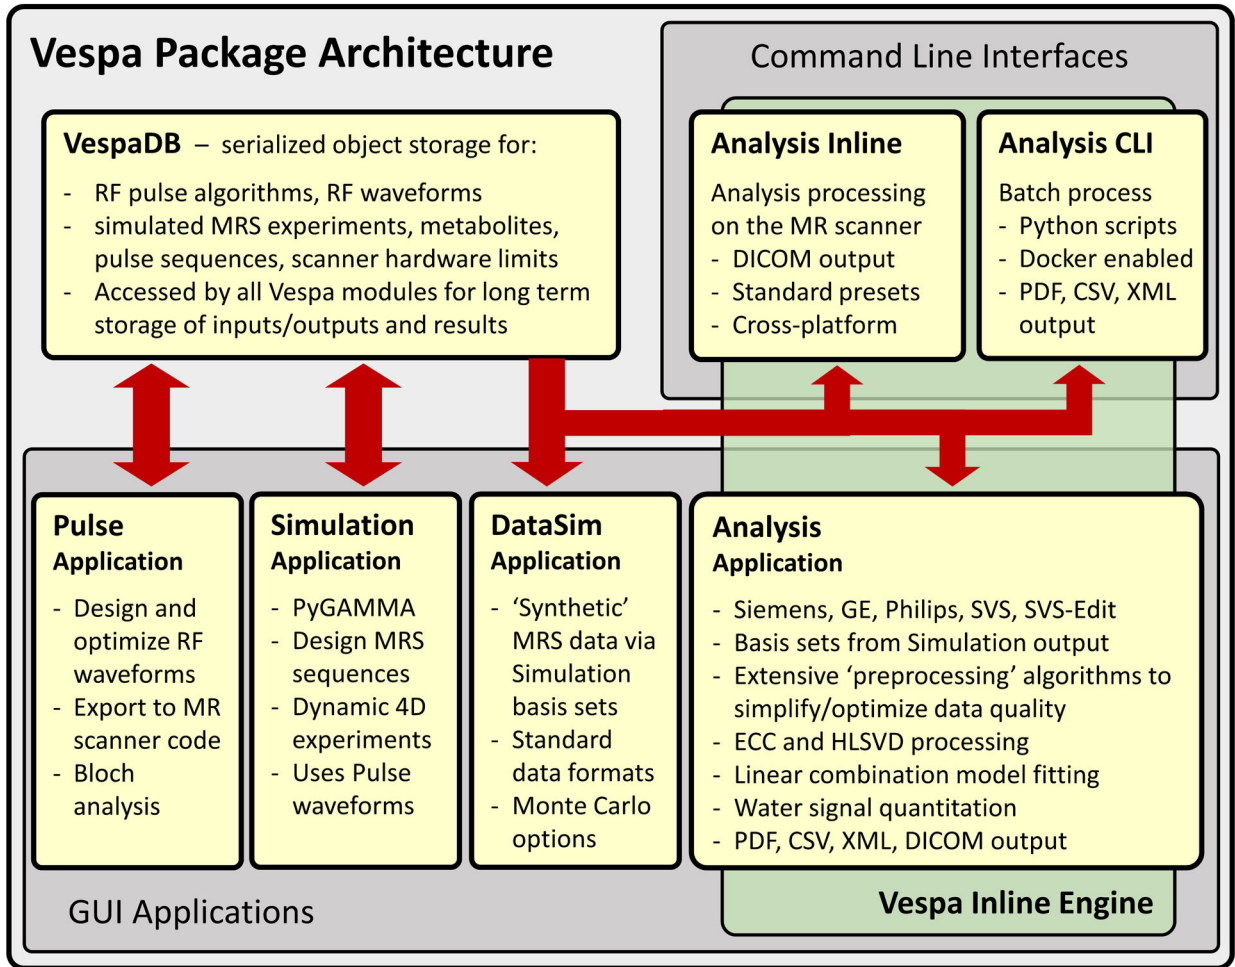 Vespa Package Architecture
Command Line Interfaces
VespaDB – serialized object storage for:
- RF pulse algorithms, RF waveforms
- simulated MRS experiments, metabolites,
pulse sequences, scanner hardware limits
- Accessed by all Vespa modules for long term
storage of inputs/outputs and results
Analysis Inline
Analysis processing
on the MR scanner
- DICOM output
- Standard presets
- Cross-platform
Analysis CLI
Batch process
- Python scripts
- Docker enabled
- PDF, CSV, XML
output
Pulse
Application
- Design and
optimize RF
waveforms
- Export to MR
scanner code
- Bloch
analysis
Simulation
Application
- PyGAMMA
- Design MRS
sequences
- Dynamic 4D
experiments
- Uses Pulse
waveforms
DataSim
Application
- ‘Synthetic’
MRS data via
Simulation
basis sets
- Standard
data formats
- Monte Carlo
options
Analysis
Application
- Siemens, GE, Philips, SVS, SVS-Edit
- Basis sets from Simulation output
- Extensive ‘preprocessing’ algorithms to
simplify/optimize data quality
- ECC and HLSVD processing
- Linear combination model fitting
- Water signal quantitation
- PDF, CSV, XML, DICOM output
GUI Applications
Vespa Inline Engine